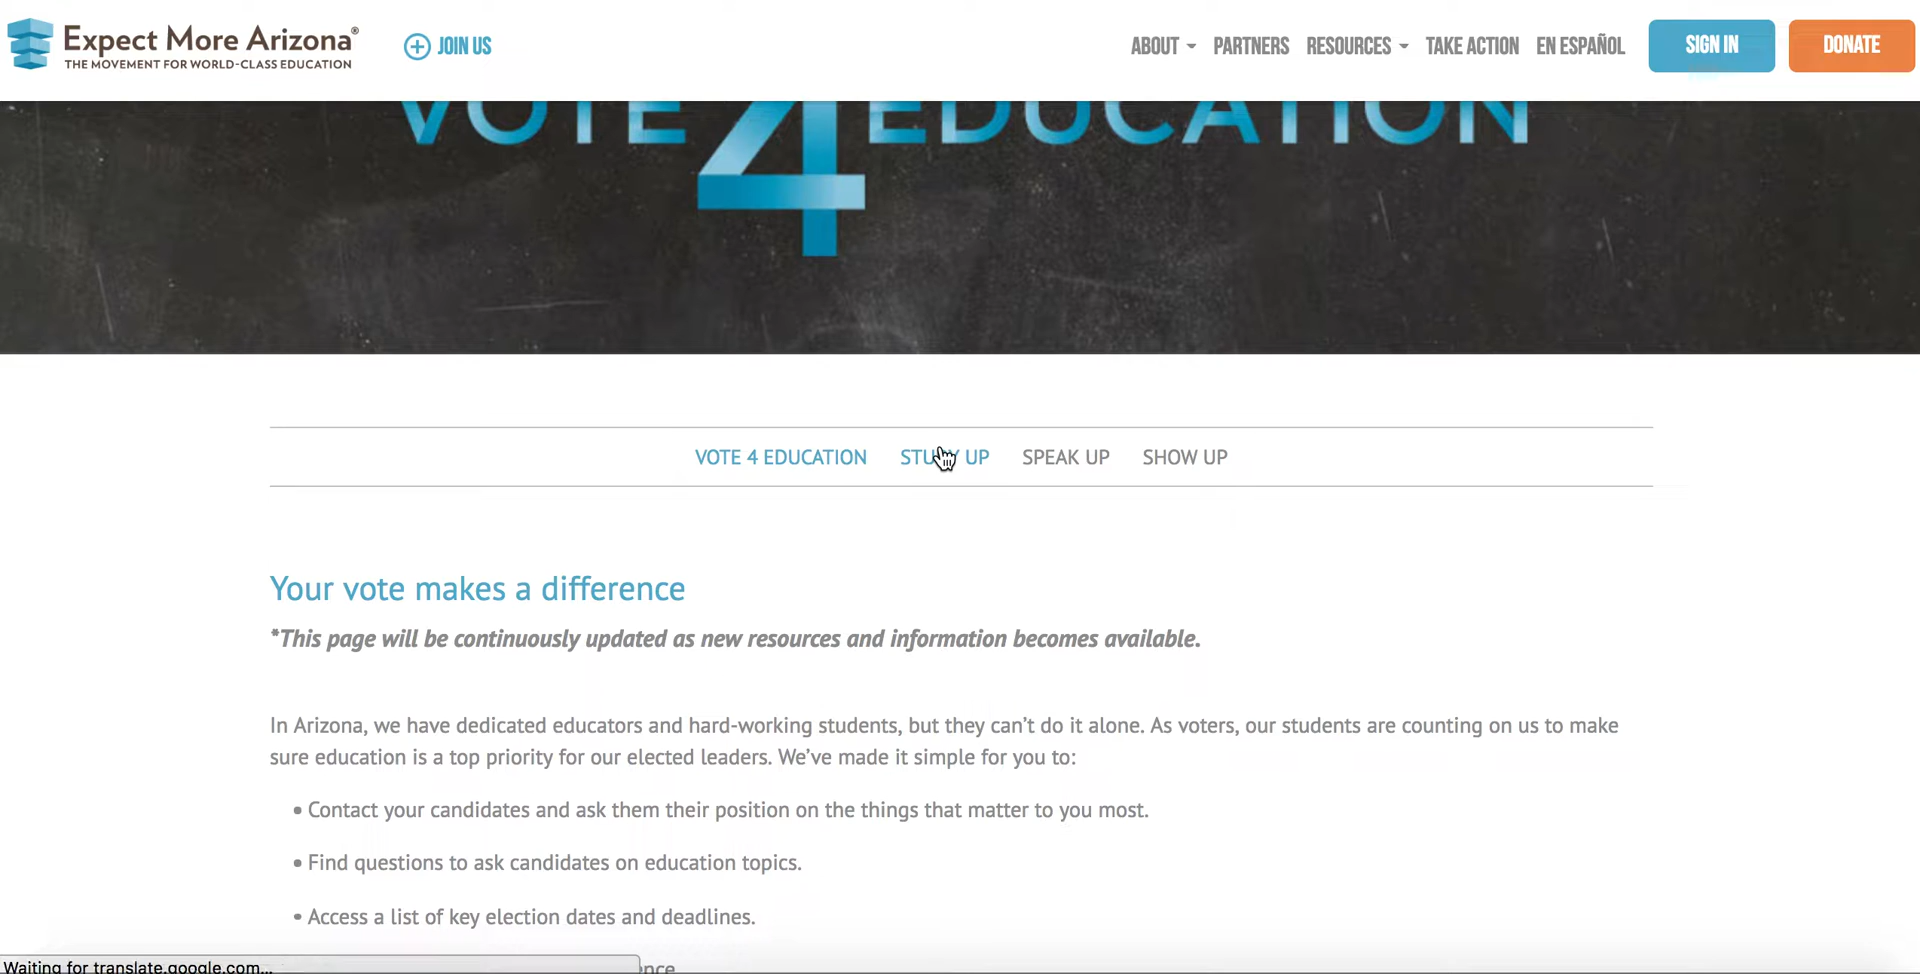 Expect More Arizona®
THE MOVEMENT FOR WORLD-CLASS EDUCATION
JOIN US
ABOUT
PARTNERS
RESOURCES
TAKE ACTION
EN ESPAÑOL
SIGN IN
DONATE
VOTE 4 EDUCATION
VOTE 4 EDUCATION
STUDY UP
SPEAK UP
SHOW UP
Your vote makes a difference
*This page will be continuously updated as new resources and information becomes available.
In Arizona, we have dedicated educators and hard-working students, but they can’t do it alone. As voters, our students are counting on us to make
sure education is a top priority for our elected leaders. We’ve made it simple for you to:
• Contact your candidates and ask them their position on the things that matter to you most.
• Find questions to ask candidates on education topics.
• Access a list of key election dates and deadlines.
Waiting for translate.google.com...